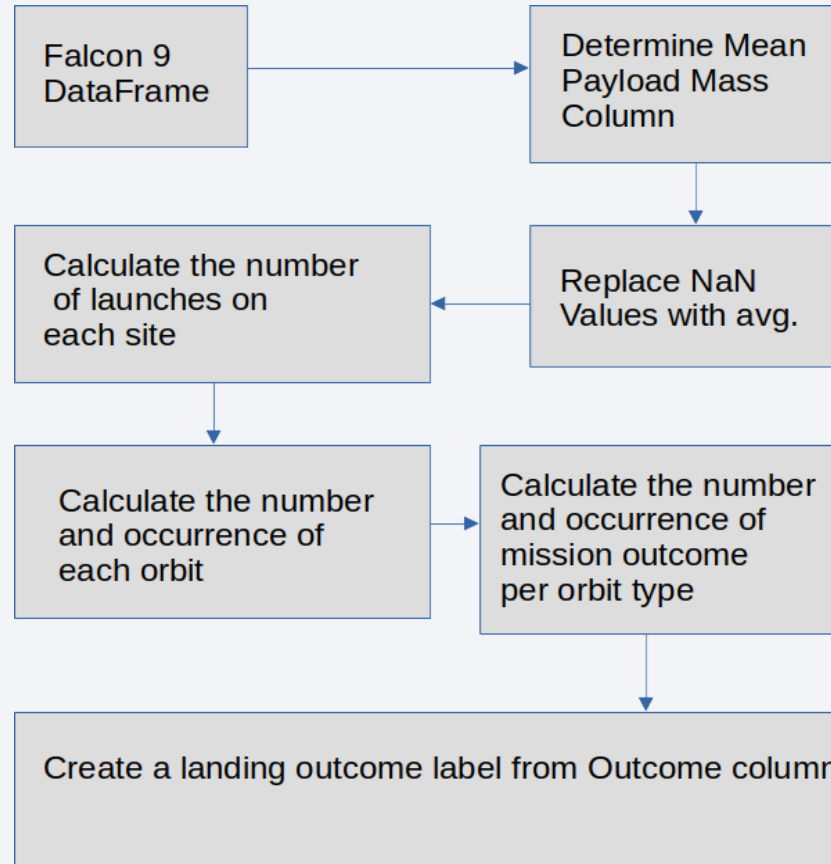 Falcon 9
DataFrame
Determine Mean
Payload Mass
Column
Replace NaN
Values with avg.
Calculate the number
of launches on
each site
Calculate the number
and occurrence of
each orbit
Calculate the number
and occurrence of
mission outcome
per orbit type
Create a landing outcome label from Outcome column